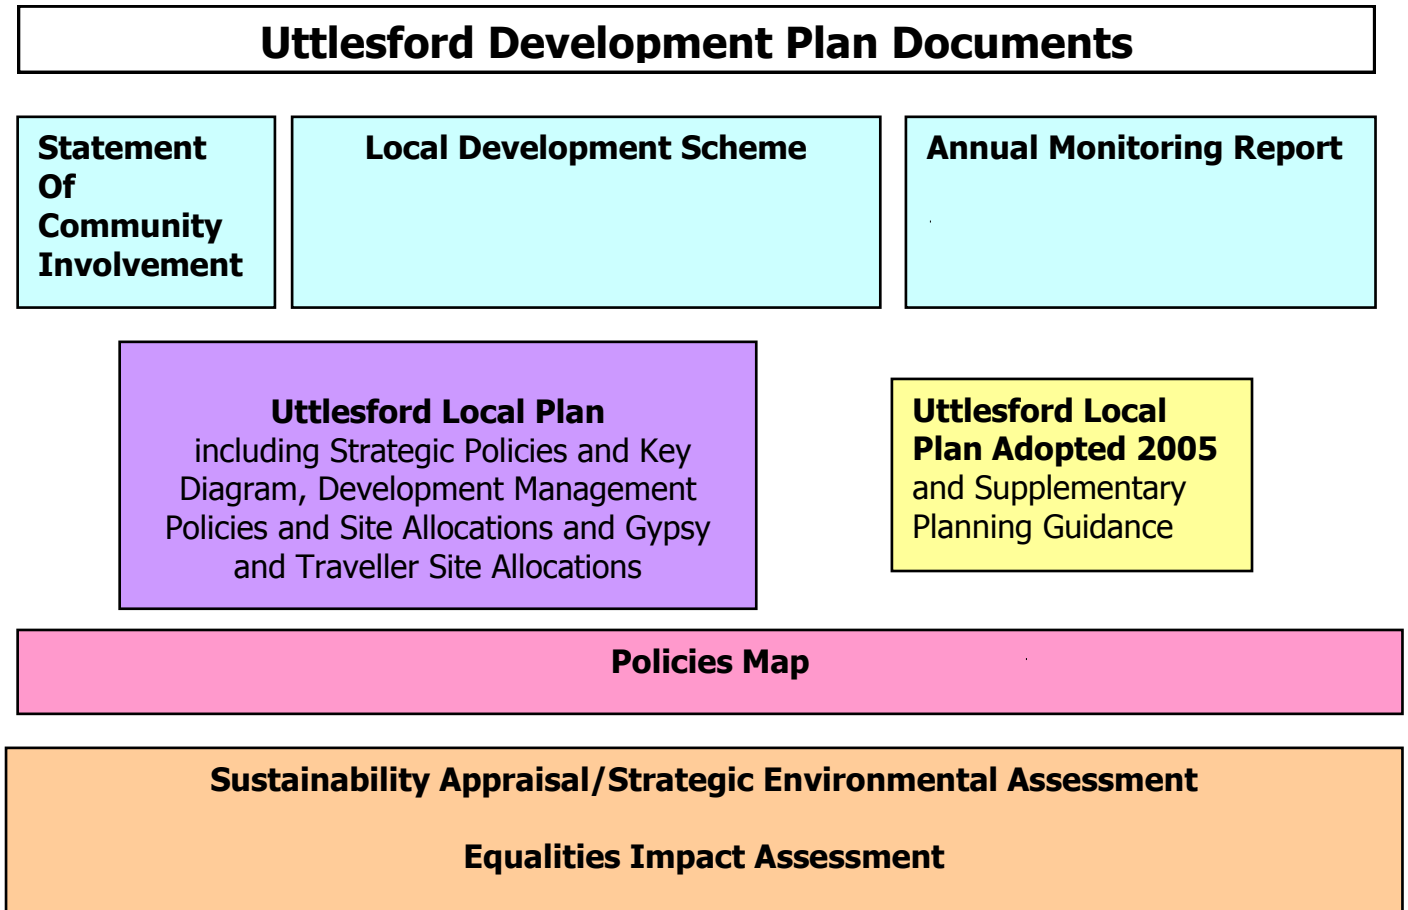 Uttlesford Development Plan Documents
Statement
Of
Community
Involvement
Local Development Scheme
Annual Monitoring Report
Uttlesford Local Plan
including Strategic Policies and Key
Diagram, Development Management
Policies and Site Allocations and Gypsy
and Traveller Site Allocations
Uttlesford Local
Plan Adopted 2005
and Supplementary
Planning Guidance
Policies Map
Sustainability Appraisal/Strategic Environmental Assessment
Equalities Impact Assessment